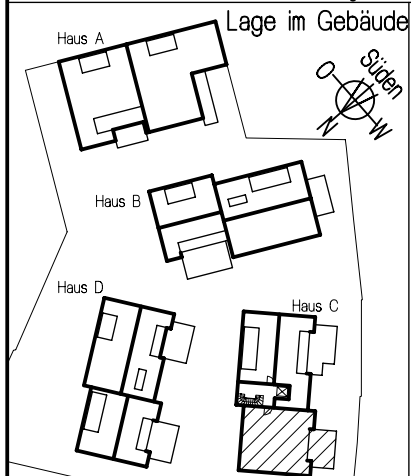 Lage im Gebäude
Haus A
Süden
O
N
W
Haus B
Haus D
Haus C